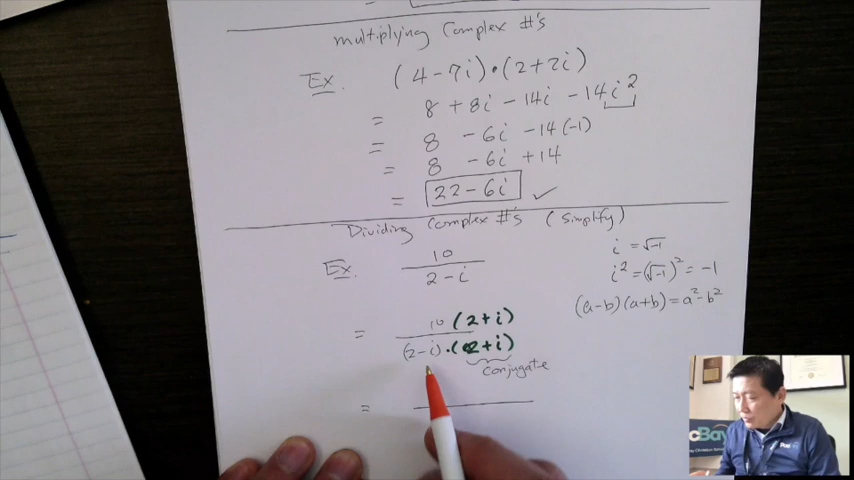 multiplying Complex #'s
Ex. (4-7i)•(2+2i)
= 8 + 8i - 14i - 14i²
= 8 - 6i - 14(-1)
= 8 - 6i + 14
= 22-6i ✓
Dividing Complex #'s (Simplify)
Ex. 10/2-i
i = √-1
i² = (√-1)² = -1
(a-b)(a+b) = a²-b²
= 10(2+i)/(2-i)•(2+i)
conjugate
=